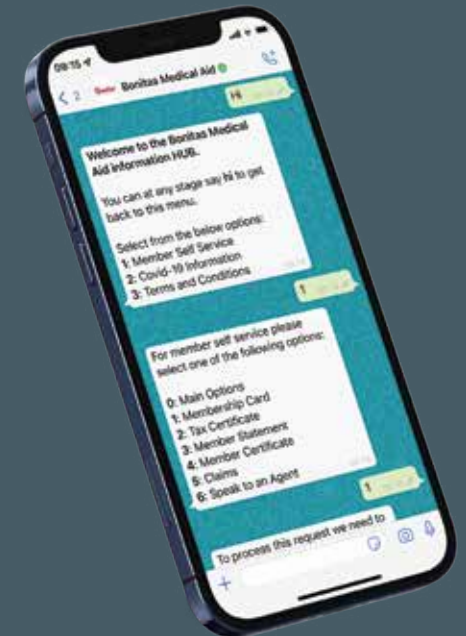 09:15
2 Bonitas Medical Aid
Hi
Welcome to the Bonitas Medical
Aid information HUB.
You can at any stage say hi to get
back to this menu.
Select from the below options:
1: Member Self Service
2: Covid-19 Information
3: Terms and Conditions
1
For member self service please
select one of the following options:
0: Main Options
1: Membership Card
2: Tax Certificate
3: Member Statement
4: Member Certificate
5: Claims
6: Speak to an Agent
1
To process this request we need to